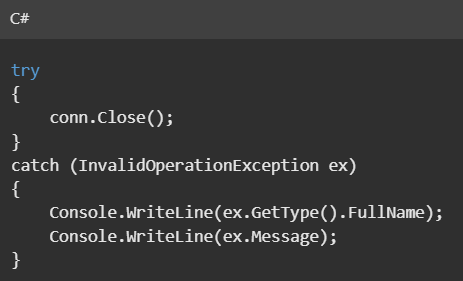 C#
try
{
    conn.Close();
}
catch (InvalidOperationException ex)
{
    Console.WriteLine(ex.GetType().FullName);
    Console.WriteLine(ex.Message);
}